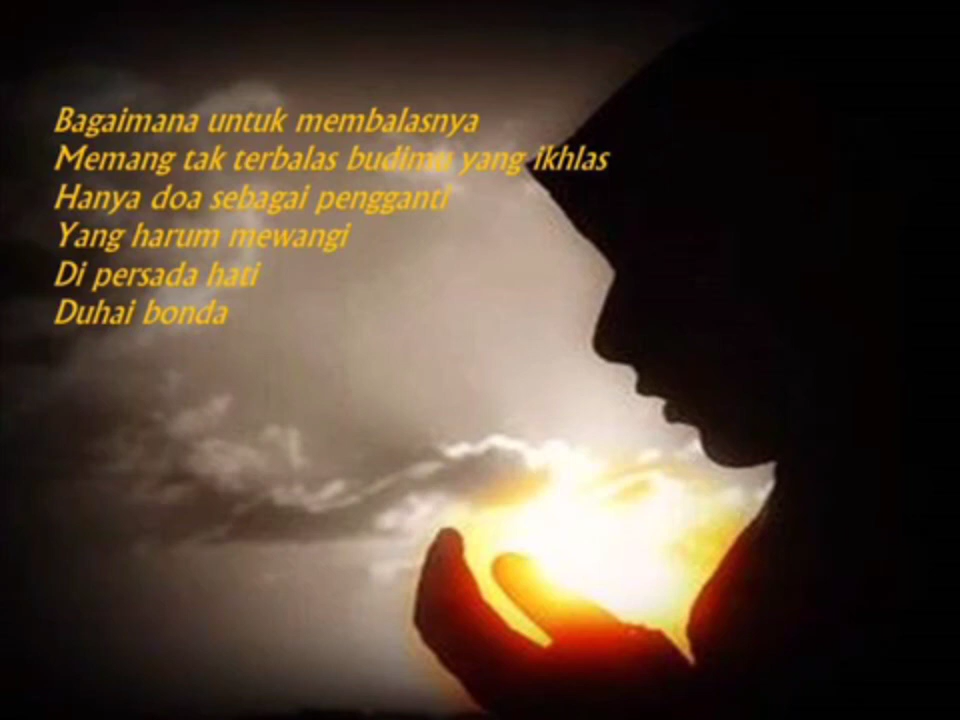 Bagaimana untuk membalasnya
Memang tak terbalas budimu yang ikhlas
Hanya doa sebagai pengganti
Yang harum mewangi
Di persada hati
Duhai bonda